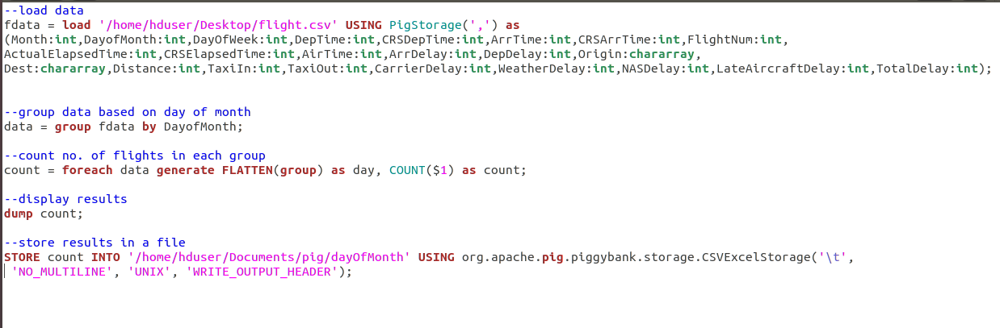 --load data
fdata = load '/home/hduser/Desktop/flight.csv' USING PigStorage(',') as
(Month:int,DayofMonth:int,DayOfWeek:int,DepTime:int,CRSDepTime:int,ArrTime:int,CRSArrTime:int,FlightNum:int,
ActualElapsedTime:int,CRSElapsedTime:int,AirTime:int,ArrDelay:int,DepDelay:int,Origin:chararray,
Dest:chararray,Distance:int,TaxiIn:int,TaxiOut:int,CarrierDelay:int,WeatherDelay:int,NASDelay:int,LateAircraftDelay:int,TotalDelay:int);
--group data based on day of month
data = group fdata by DayofMonth;
--count no. of flights in each group
count = foreach data generate FLATTEN(group) as day, COUNT($1) as count;
--display results
dump count;
--store results in a file
STORE count INTO '/home/hduser/Documents/pig/dayOfMonth' USING org.apache.pig.piggybank.storage.CSVExcelStorage('\t',
'NO_MULTILINE', 'UNIX', 'WRITE_OUTPUT_HEADER');